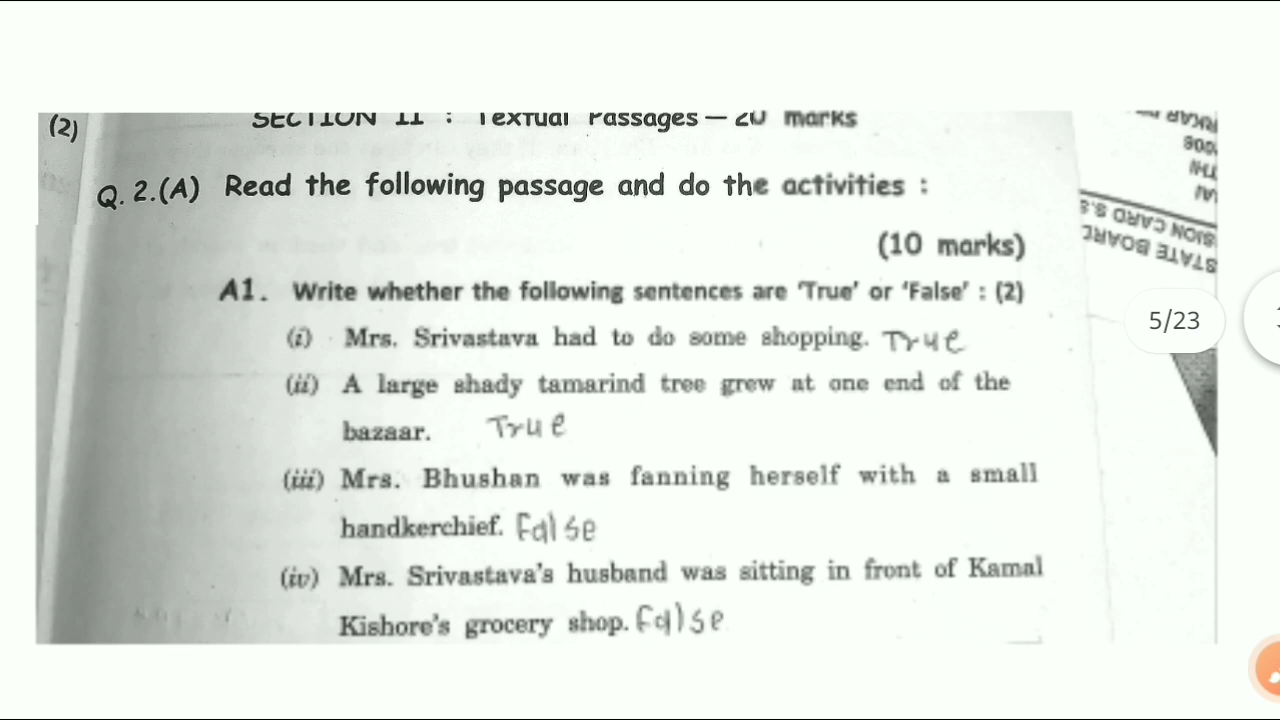 (2)
SECTION II : Textual Passages — 20 marks
Q. 2.(A) Read the following passage and do the activities :
(10 marks)
A1. Write whether the following sentences are 'True' or 'False' : (2)
(i) Mrs. Srivastava had to do some shopping. True
(ii) A large shady tamarind tree grew at one end of the
bazaar. True
(iii) Mrs. Bhushan was fanning herself with a small
handkerchief. False
(iv) Mrs. Srivastava's husband was sitting in front of Kamal
Kishore's grocery shop. False
STATE BOARD
SION CARD S.S
5/23